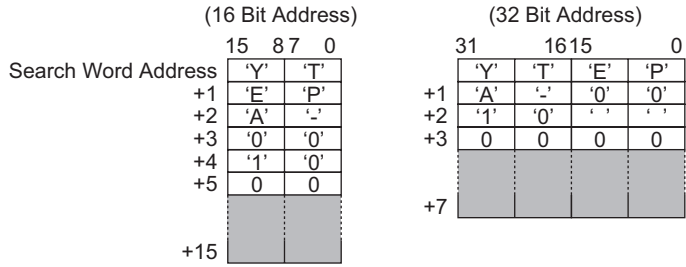 (16 Bit Address) (32 Bit Address)
15 8 7 0 31 16 15 0
Search Word Address ‘Y’ ‘T’ ‘Y’ ‘T’ ‘E’ ‘P’
+1 ‘E’ ‘P’ +1 ‘A’ ‘-’ ‘0’ ‘0’
+2 ‘A’ ‘-’ +2 ‘1’ ‘0’ ‘ ’ ‘ ’
+3 ‘0’ ‘0’ +3 0 0 0 0
+4 ‘1’ ‘0’
+5 0 0
+7
+15